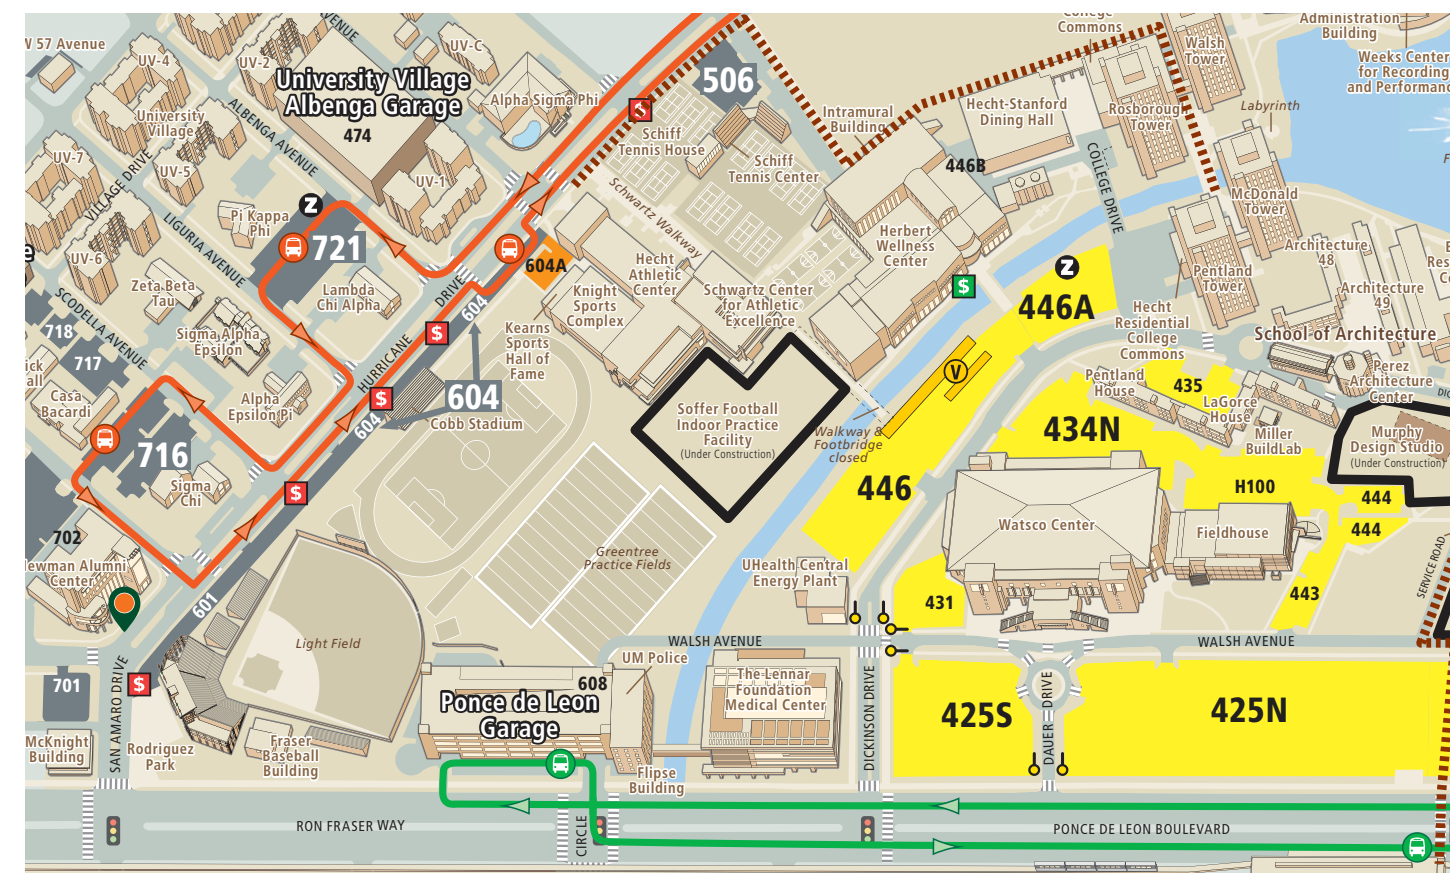 W 57 Avenue
UV-4
UV-2
AVENUE
UV-C
University Village
Albenga Garage
474
Alpha Sigma Phi
506
College
Commons
Walsh
Tower
Administration
Building
Weeks Center
for Recording
and Performance
Labyrinth
University
Village
ALBENGA AVENUE
UV-7
UV-5
VILLAGE DRIVE
UV-1
Schiff
Tennis House
Schiff
Tennis Center
Intramural
Building
Hecht-Stanford
Dining Hall
Rosborough
Tower
446B
COLLEGE DRIVE
McDonald
Tower
Schwartz Walkway
Z
Pi Kappa
Phi
721
LIGURIA AVENUE
UV-6
Zeta Beta
Tau
Lambda
Chi Alpha
604A
Hecht
Athletic
Center
Herbert
Wellness
Center
$
Z
446A
Architecture
48
Pentland
Tower
Architecture
49
Knight
Sports
Complex
Schwartz Center
for Athletic
Excellence
SCODELLA AVENUE
718
717
Sigma Alpha
Epsilon
HURRICANE
DRIVE
604
$
Kearns
Sports
Hall of
Fame
Hecht
Residential
College
Commons
School of Architecture
Casa
Bacardi
Alpha
Epsilon Pi
$
604
604
Cobb Stadium
V
Pentland
House
435
LaGorce
House
Perez
Architecture
Center
Soffer Football
Indoor Practice
Facility
(Under Construction)
Walkway &
Footbridge
closed
434N
Miller
BuildLab
Murphy
Design Studio
(Under Construction)
716
Sigma
Chi
$
446
H100
444
444
Watsco Center
Fieldhouse
702
Newman Alumni
Center
Greentree
Practice Fields
UHealth Central
Energy Plant
431
443
SERVICE ROAD
601
Light Field
WALSH AVENUE
WALSH AVENUE
701
$
SAN AMARO DRIVE
UM Police
608
Ponce de Leon
Garage
The Lennar
Foundation
Medical Center
DICKINSON DRIVE
425S
DAUER DRIVE
425N
McKnight
Building
Rodriguez
Park
Fraser
Baseball
Building
Flipse
Building
RON FRASER WAY
CIRCLE
PONCE DE LEON BOULEVARD